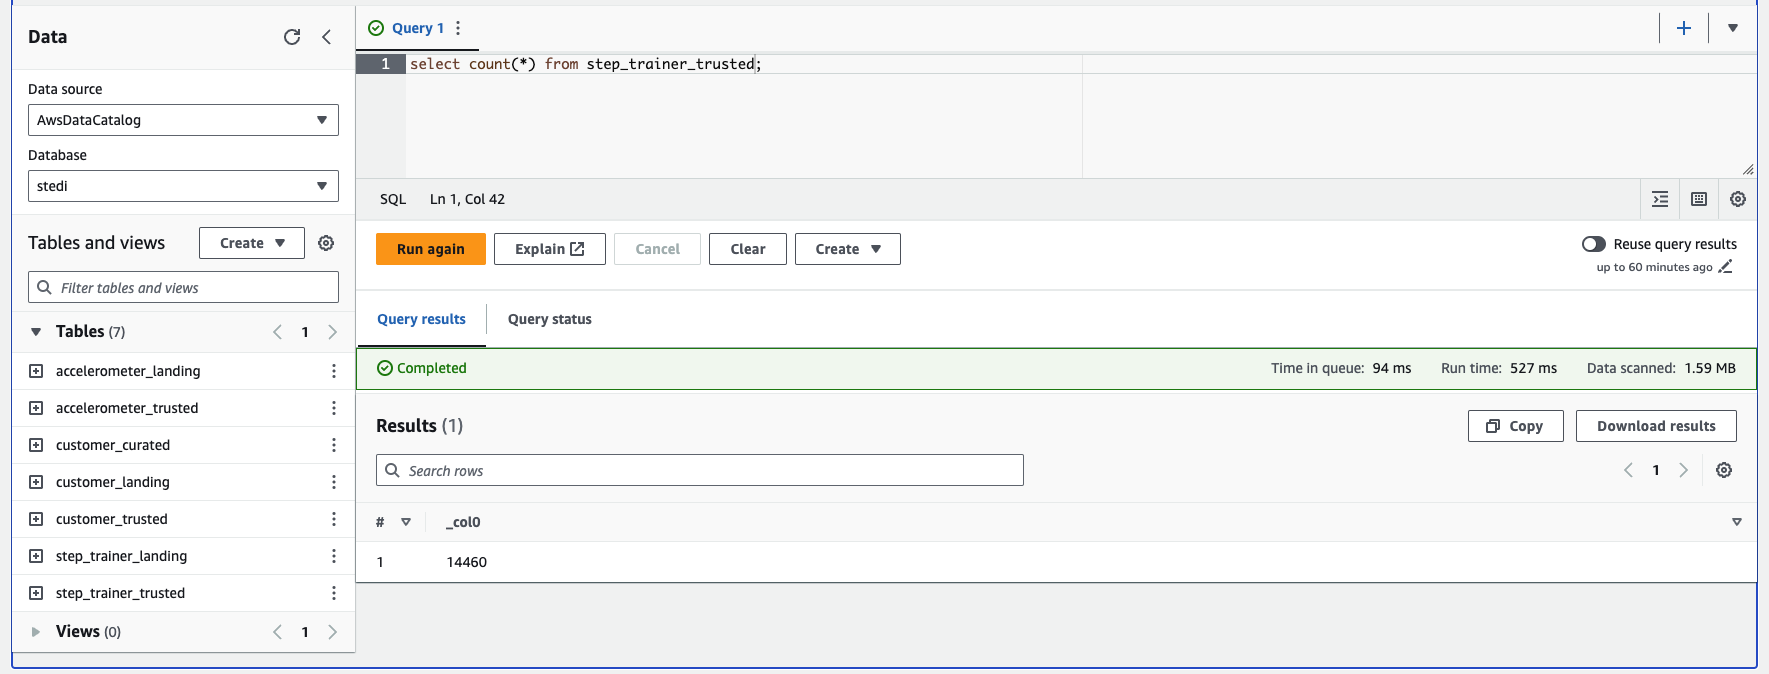 Data
Data source
AwsDataCatalog
Database
stedi
Tables and views
Create
Filter tables and views
Tables (7)
1
accelerometer_landing
accelerometer_trusted
customer_curated
customer_landing
customer_trusted
step_trainer_landing
step_trainer_trusted
Views (0)
1
Query 1
1 select count(*) from step_trainer_trusted;
SQL Ln 1, Col 42
Run again Explain Cancel Clear Create
Reuse query results
up to 60 minutes ago
Query results Query status
Completed Time in queue: 94 ms Run time: 527 ms Data scanned: 1.59 MB
Results (1) Copy Download results
Search rows
1
# _col0
1 14460